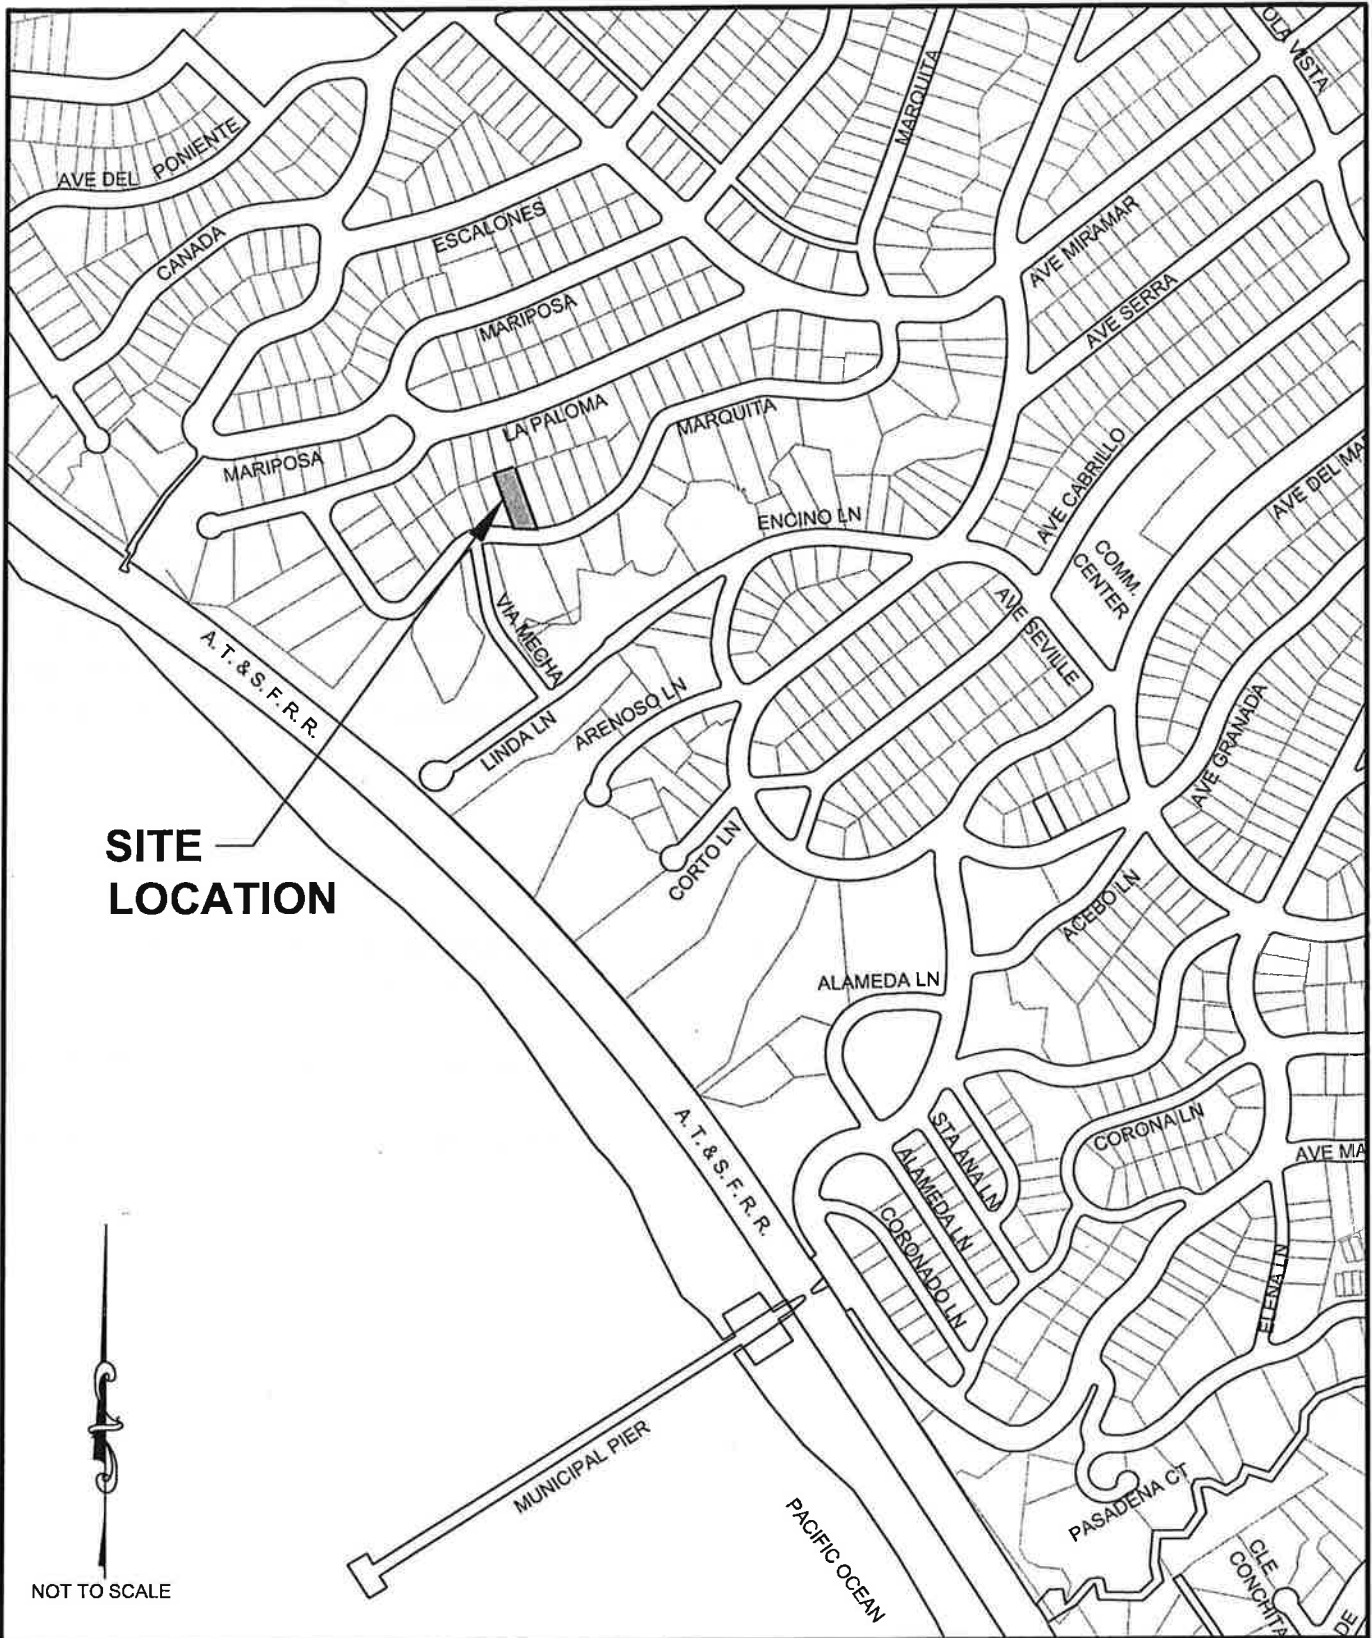 OLA VISTA
MARQUITA
AVE DEL PONIENTE
ESCALONES
CANADA
AVE MIRAMAR
AVE SERRA
MARIPOSA
LA PALOMA
MARQUITA
MARIPOSA
AVE CABRILLO
AVE DEL MA
ENCINO LN
COMM.
CENTER
AVE SEVILLE
VIA MECHA
A. T. & S. F. R. R.
ARENOSO LN
LINDA LN
AVE GRANADA
SITE
LOCATION
CORTO LN
ACEBO LN
ALAMEDA LN
A. T. & S. F. R. R.
STA ANA LN
CORONA LN
AVE MA
ALAMEDA LN
CORONADO LN
ELENA LN
MUNICIPAL PIER
PASADENA CT
PACIFIC OCEAN
CLE
CONCHITA
DE
NOT TO SCALE